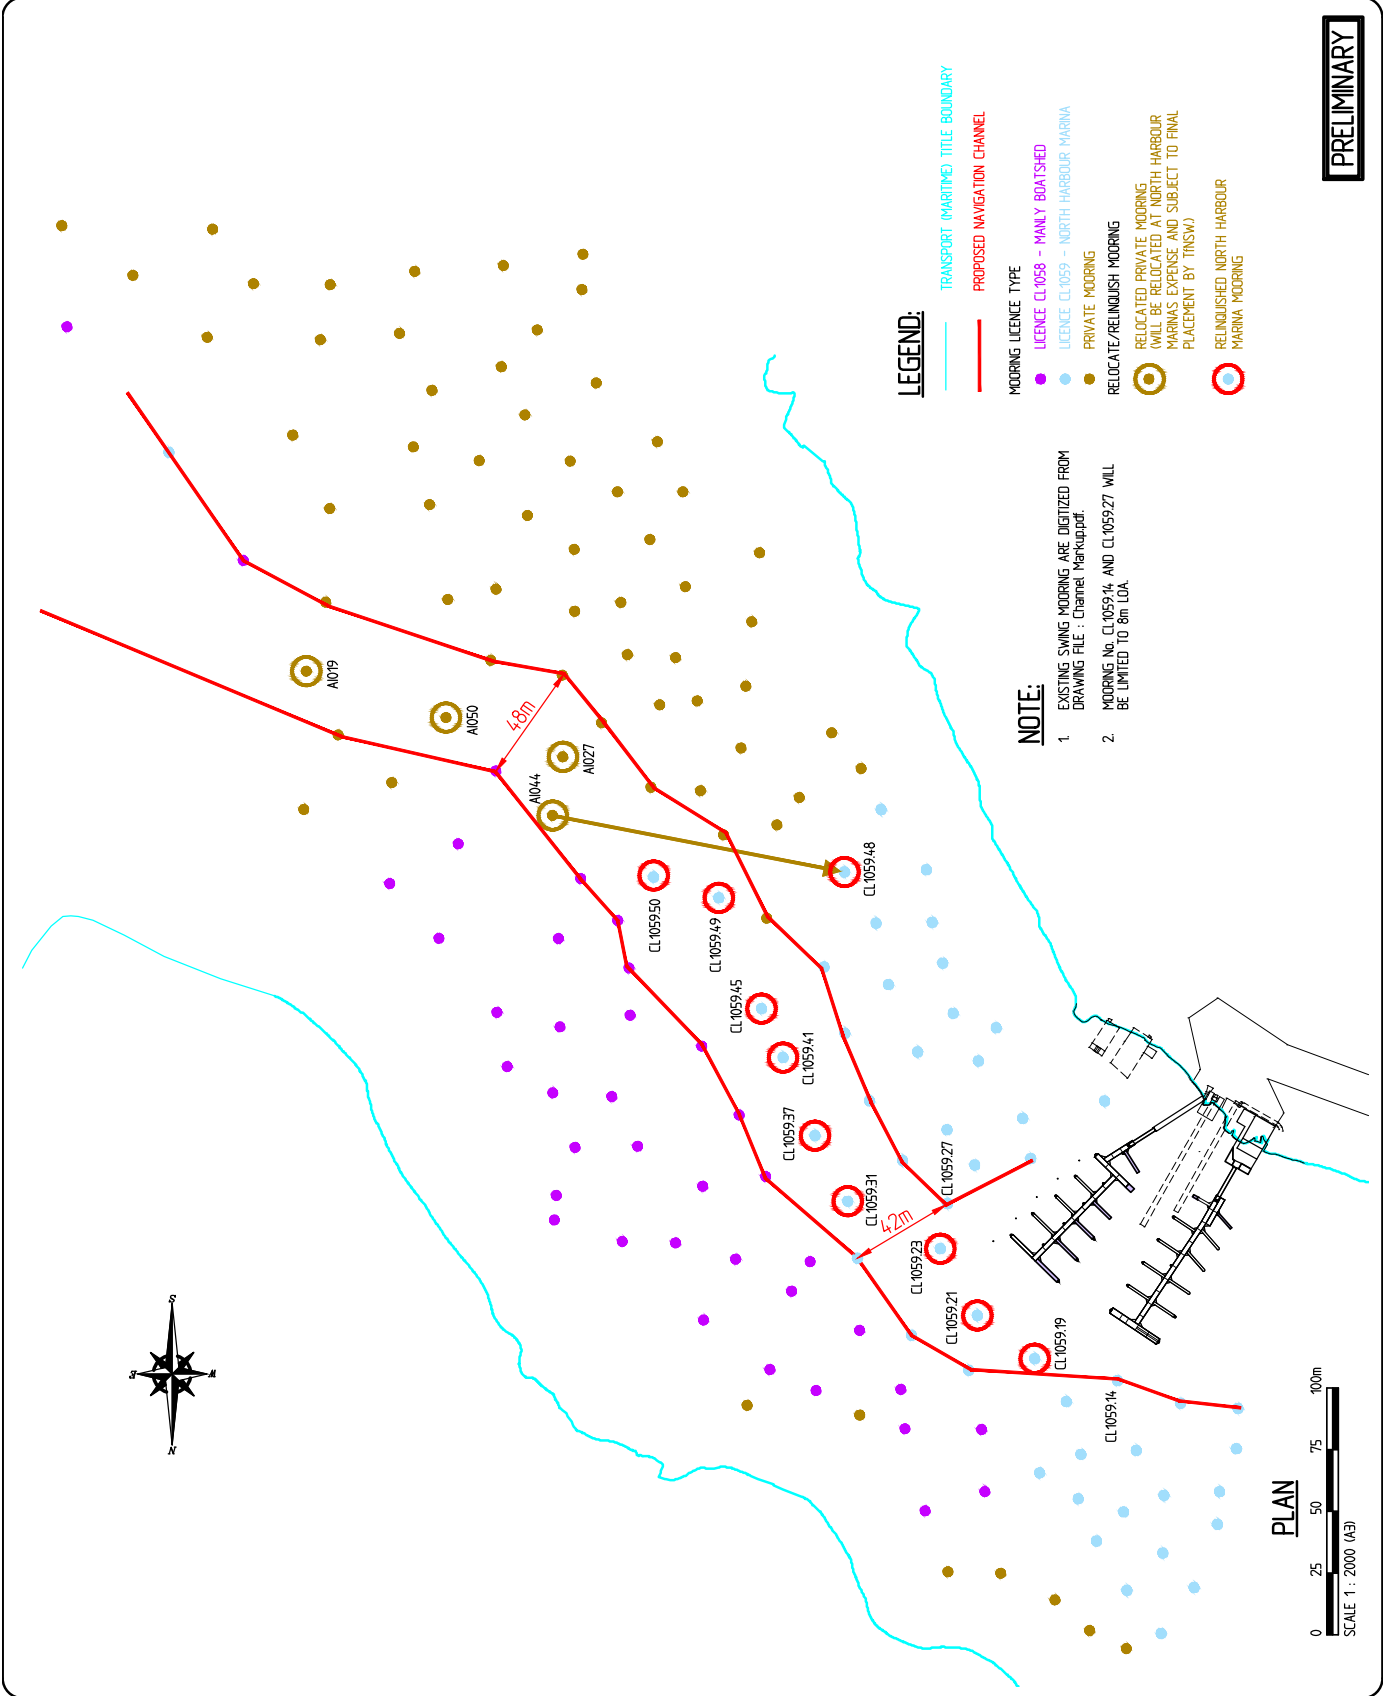 PRELIMINARY
LEGEND:
TRANSPORT (MARITIME) TITLE BOUNDARY
PROPOSED NAVIGATION CHANNEL
MOORING LICENCE TYPE
LICENCE CL1058 - MANLY BOATSHED
LICENCE CL1059 - NORTH HARBOUR MARINA
PRIVATE MOORING
RELOCATE/RELINQUISH MOORING
RELOCATED PRIVATE MOORING
(WILL BE RELOCATED AT NORTH HARBOUR
MARINAS EXPENSE AND SUBJECT TO FINAL
PLACEMENT BY TfNSW)
RELINQUISHED NORTH HARBOUR
MARINA MOORING
NOTE:
1. EXISTING SWING MOORING ARE DIGITIZED FROM
DRAWING FILE : Channel Markup.pdf.
2. MOORING No. CL1059.14 AND CL1059.27 WILL
BE LIMITED TO 8m LOA.
AI019
AI050
48m
AI027
AI044
CL1059.48
CL1059.50
CL1059.49
CL1059.45
CL1059.41
CL1059.37
CL1059.31
CL1059.27
42m
CL1059.23
CL1059.21
CL1059.19
CL1059.14
N
E
S
W
PLAN
0 25 50 75 100m
SCALE 1 : 2000 (A3)